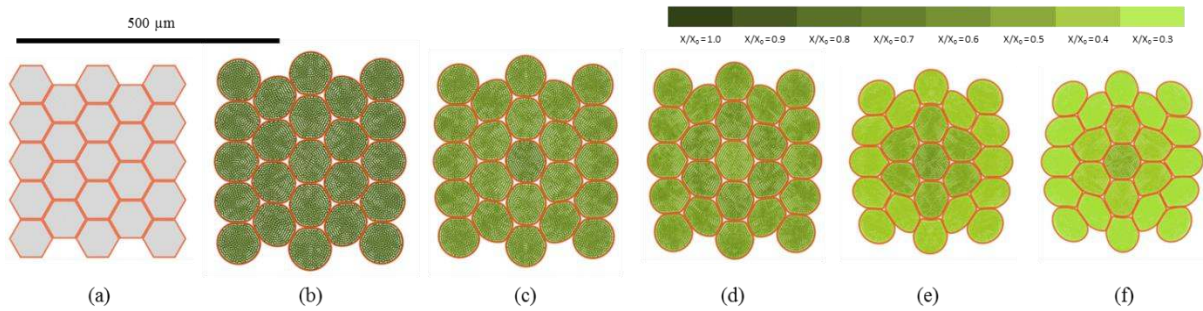 500 µm
X/X₀=1.0 X/X₀=0.9 X/X₀=0.8 X/X₀=0.7 X/X₀=0.6 X/X₀=0.5 X/X₀=0.4 X/X₀=0.3
(a) (b) (c) (d) (e) (f)